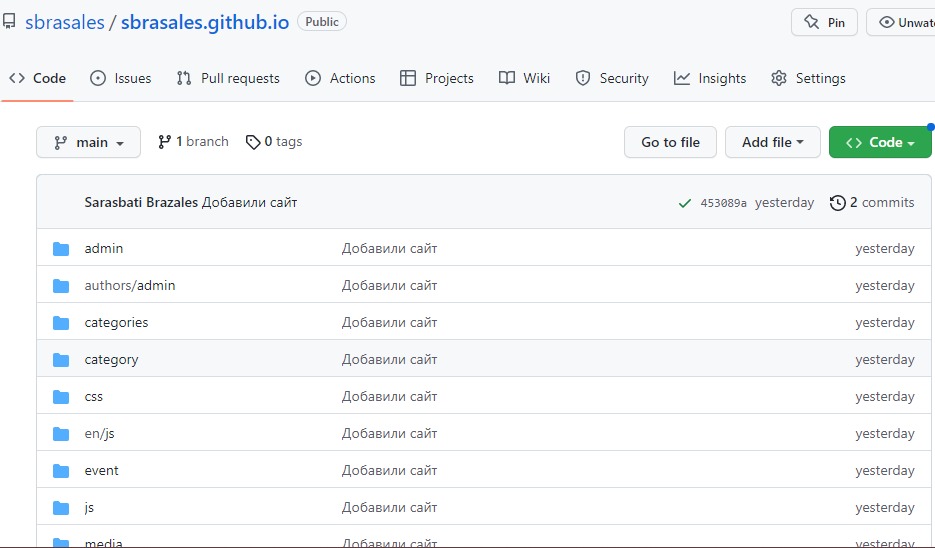 sbrasales / sbrasales.github.io Public Pin Unwat
Code Issues Pull requests Actions Projects Wiki Security Insights Settings
main 1 branch 0 tags Go to file Add file Code
Sarasbati Brazales Добавили сайт 453089a yesterday 2 commits
admin Добавили сайт yesterday
authors/admin Добавили сайт yesterday
categories Добавили сайт yesterday
category Добавили сайт yesterday
css Добавили сайт yesterday
en/js Добавили сайт yesterday
event Добавили сайт yesterday
js Добавили сайт yesterday
media Добавили сайт yesterday